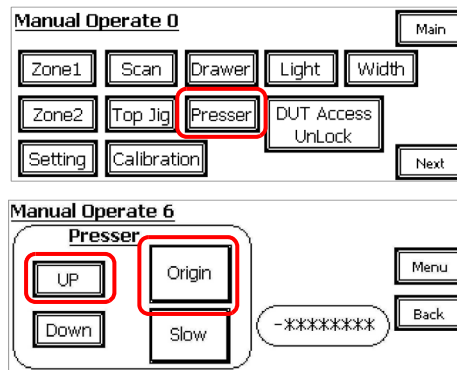 Manual Operate 0
Main
Zone1 Scan Drawer Light Width
Zone2 Top Jig Presser DUT Access
UnLock
Setting Calibration
Next
Manual Operate 6
Presser
UP Origin Menu
Down Slow -******** Back